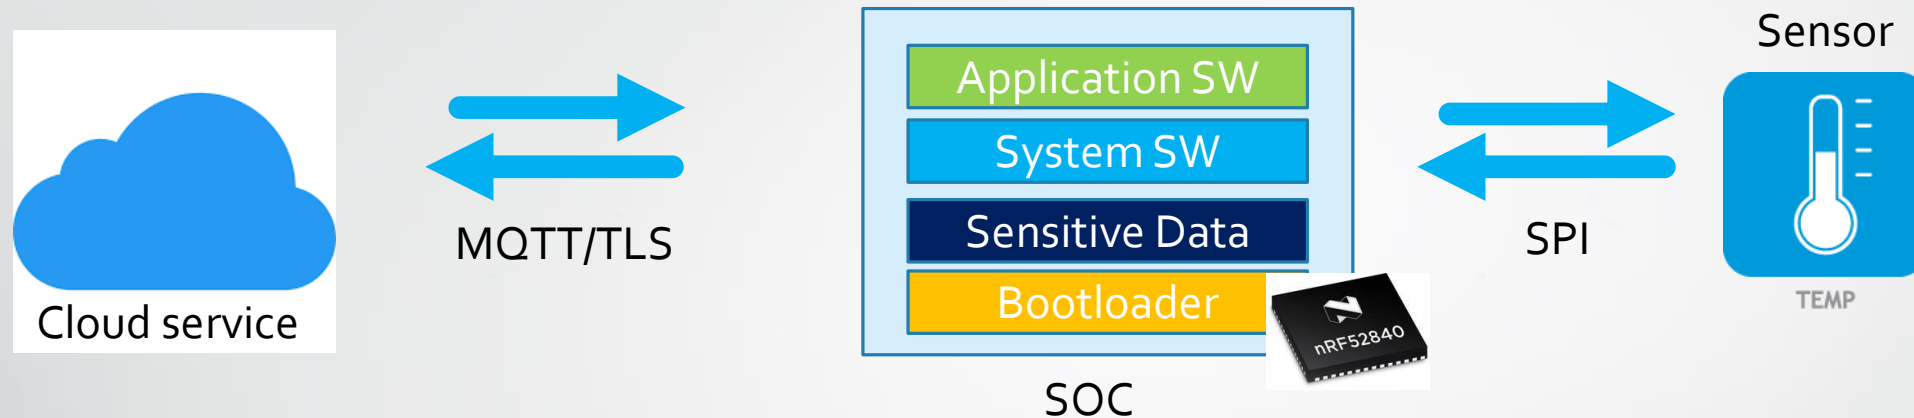 Cloud service
MQTT/TLS
Application SW
System SW
Sensitive Data
Bootloader
nRF52840
SOC
SPI
Sensor
TEMP